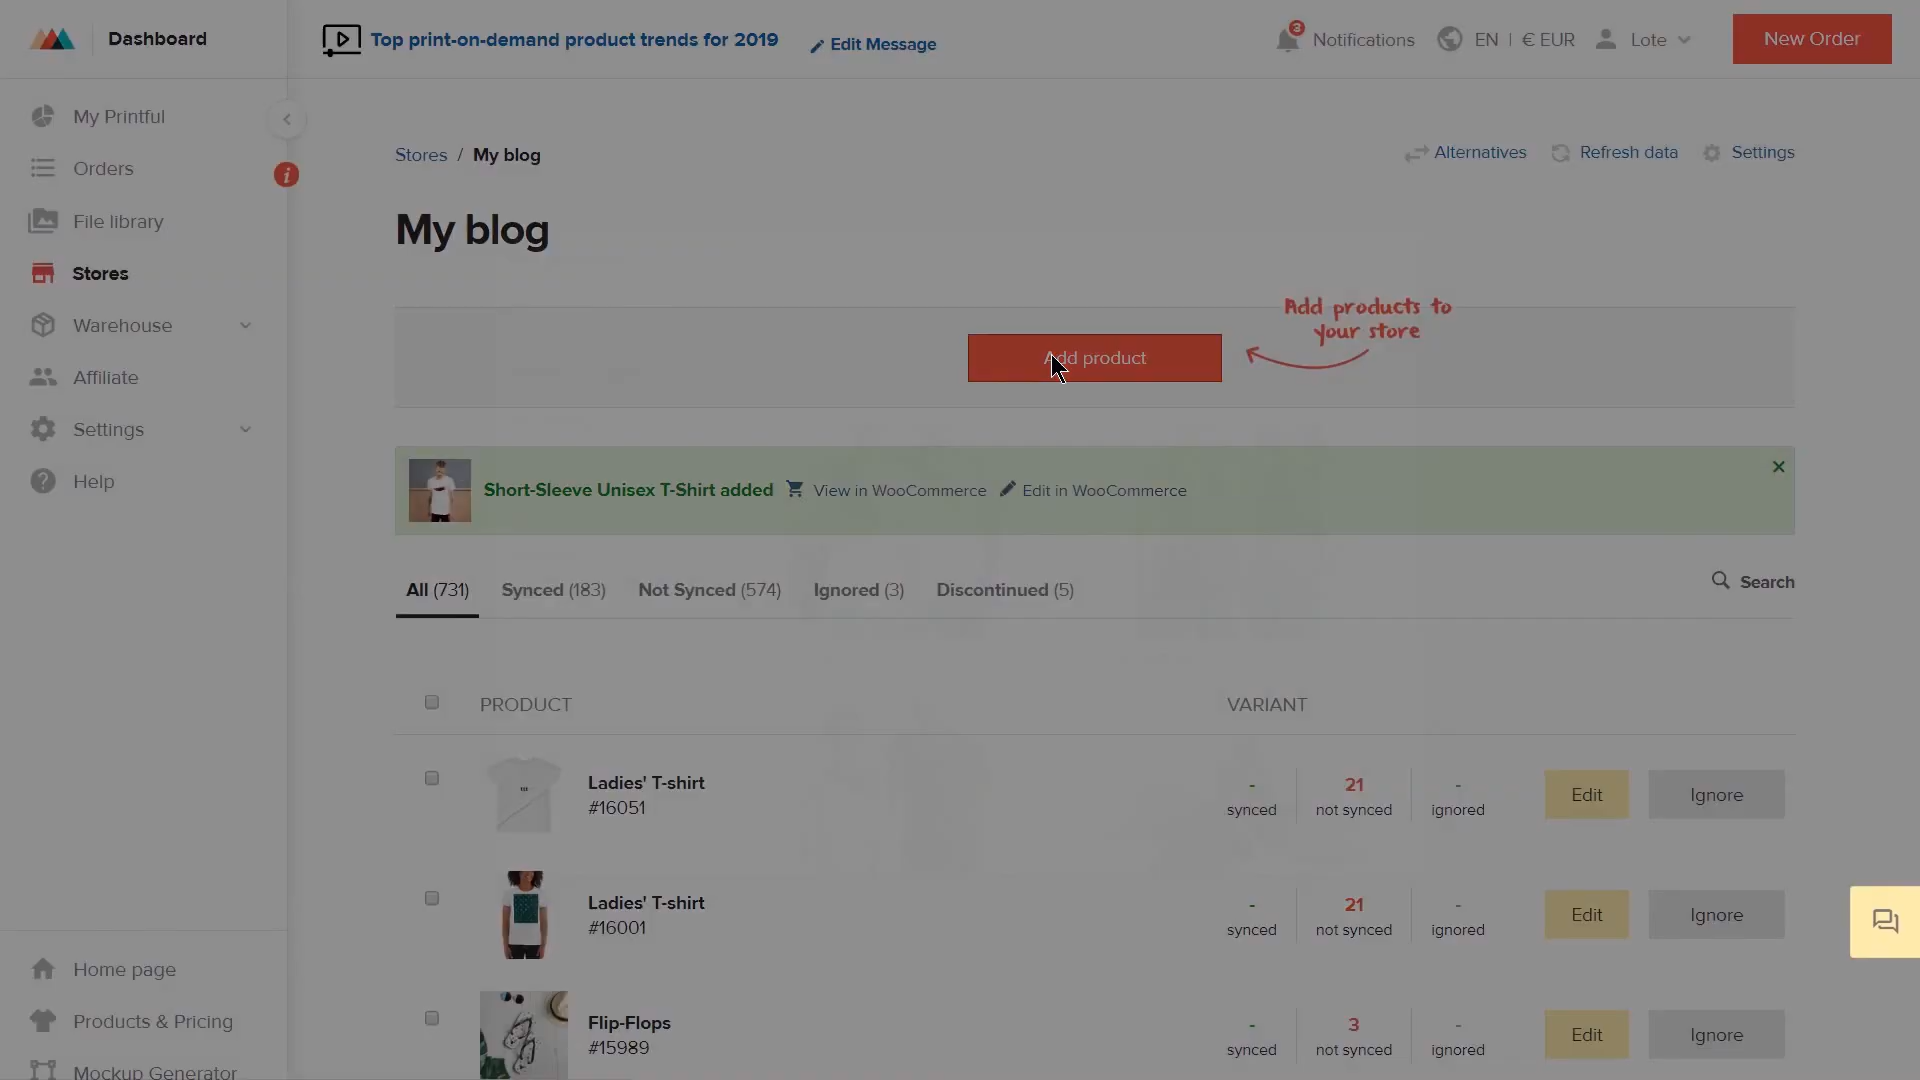 Dashboard
Top print-on-demand product trends for 2019
Edit Message
3
Notifications
EN | € EUR
Lote
New Order
My Printful
Orders
i
File library
Stores
Warehouse
Affiliate
Settings
Help
Home page
Products & Pricing
Mockup Generator
Stores / My blog
Alternatives
Refresh data
Settings
My blog
Add product
Add products to
your store
Short-Sleeve Unisex T-Shirt added
View in WooCommerce
Edit in WooCommerce
All (731)
Synced (183)
Not Synced (574)
Ignored (3)
Discontinued (5)
Search
PRODUCT
VARIANT
Ladies' T-shirt
#16051
- synced
21 not synced
- ignored
Edit
Ignore
Ladies' T-shirt
#16001
- synced
21 not synced
- ignored
Edit
Ignore
Flip-Flops
#15989
- synced
3 not synced
- ignored
Edit
Ignore